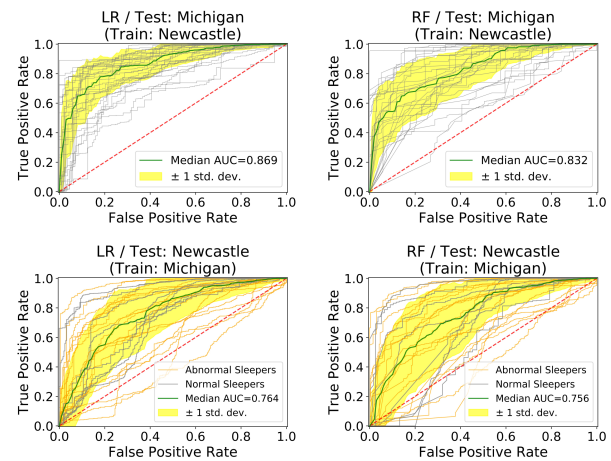 LR / Test: Michigan
(Train: Newcastle)
1.0
0.8
0.6
0.4
0.2
0.0
True Positive Rate
Median AUC=0.869
± 1 std. dev.
0.0 0.2 0.4 0.6 0.8 1.0
False Positive Rate
RF / Test: Michigan
(Train: Newcastle)
1.0
0.8
0.6
0.4
0.2
0.0
True Positive Rate
Median AUC=0.832
± 1 std. dev.
0.0 0.2 0.4 0.6 0.8 1.0
False Positive Rate
LR / Test: Newcastle
(Train: Michigan)
1.0
0.8
0.6
0.4
0.2
0.0
True Positive Rate
Abnormal Sleepers
Normal Sleepers
Median AUC=0.764
± 1 std. dev.
0.0 0.2 0.4 0.6 0.8 1.0
False Positive Rate
RF / Test: Newcastle
(Train: Michigan)
1.0
0.8
0.6
0.4
0.2
0.0
True Positive Rate
Abnormal Sleepers
Normal Sleepers
Median AUC=0.756
± 1 std. dev.
0.0 0.2 0.4 0.6 0.8 1.0
False Positive Rate